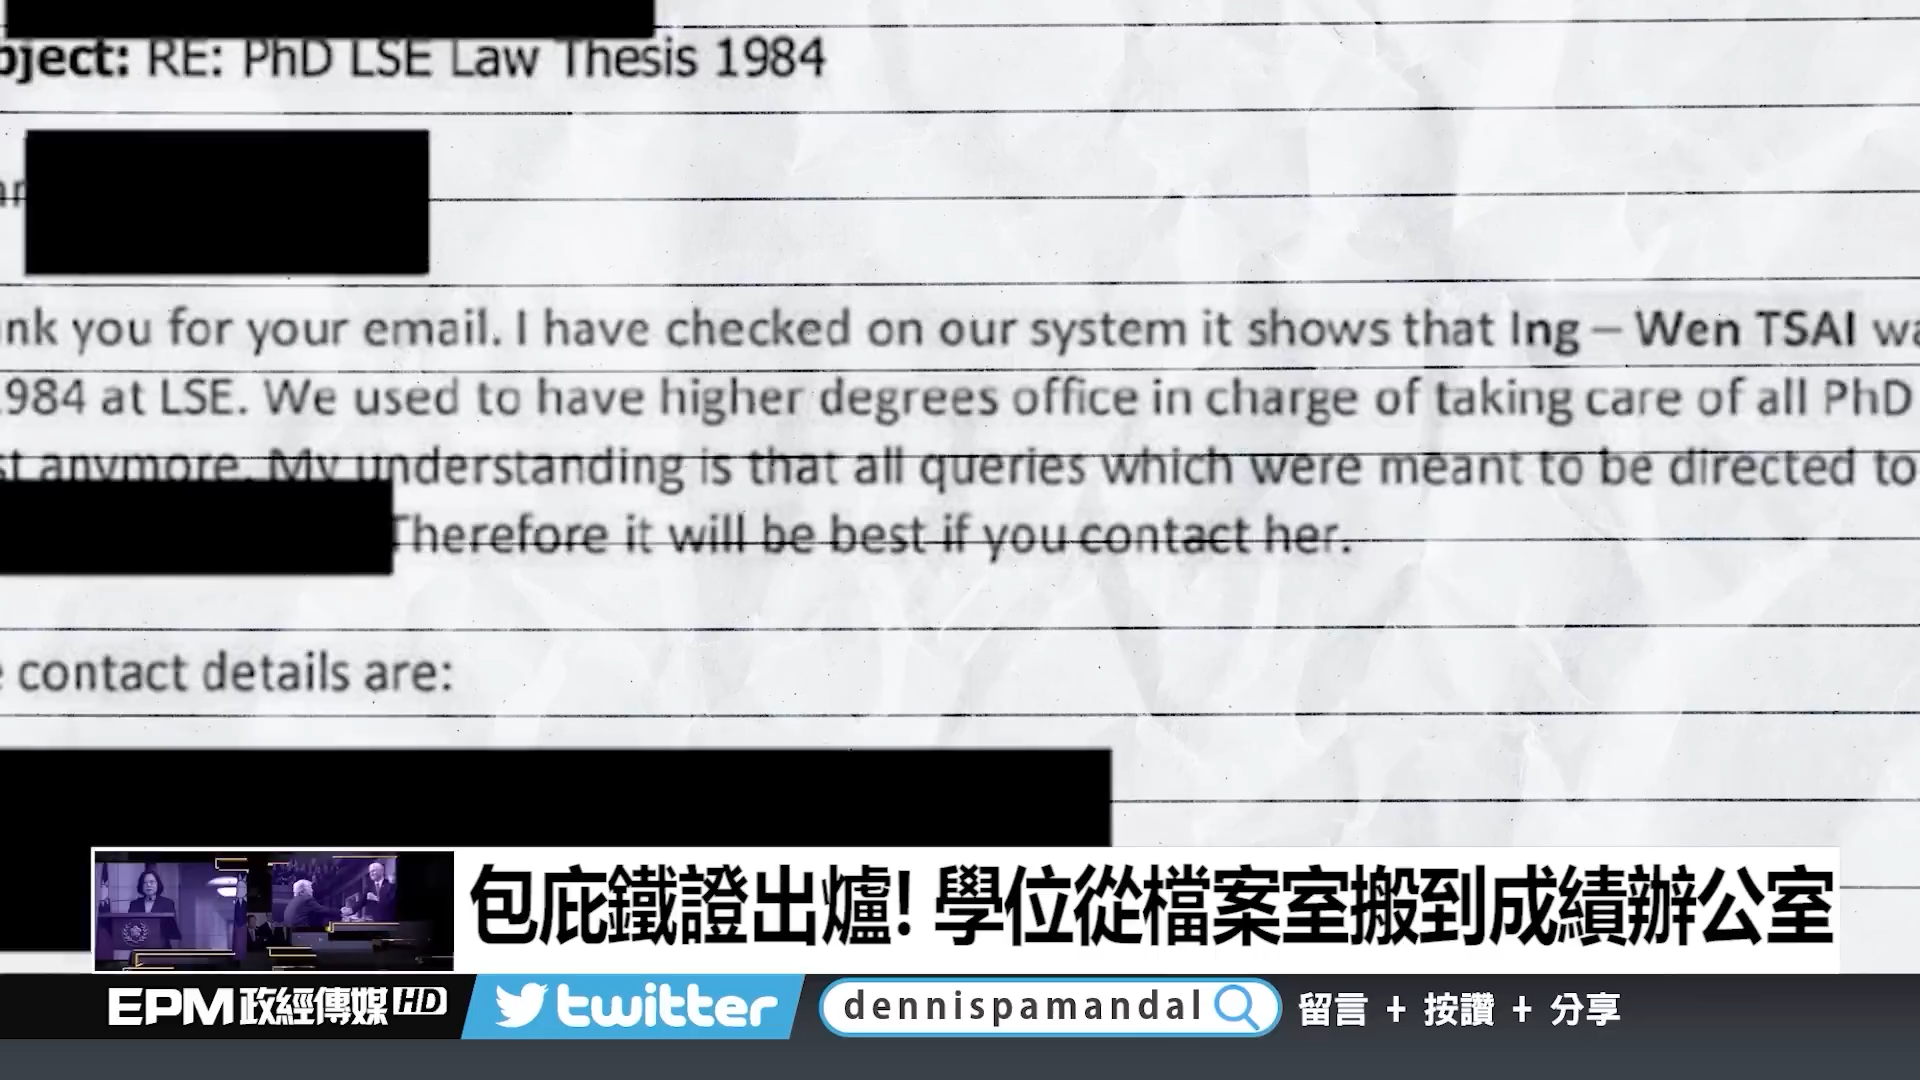 bject: RE: PhD LSE Law Thesis 1984
nk you for your email. I have checked on our system it shows that Ing – Wen TSAI wa
984 at LSE. We used to have higher degrees office in charge of taking care of all PhD
st anymore. My understanding is that all queries which were meant to be directed to
Therefore it will be best if you contact her.
contact details are:
包庇鐵證出爐! 學位從檔案室搬到成績辦公室
EPM 政經傳媒 HD twitter dennispamandal 留言 + 按讚 + 分享